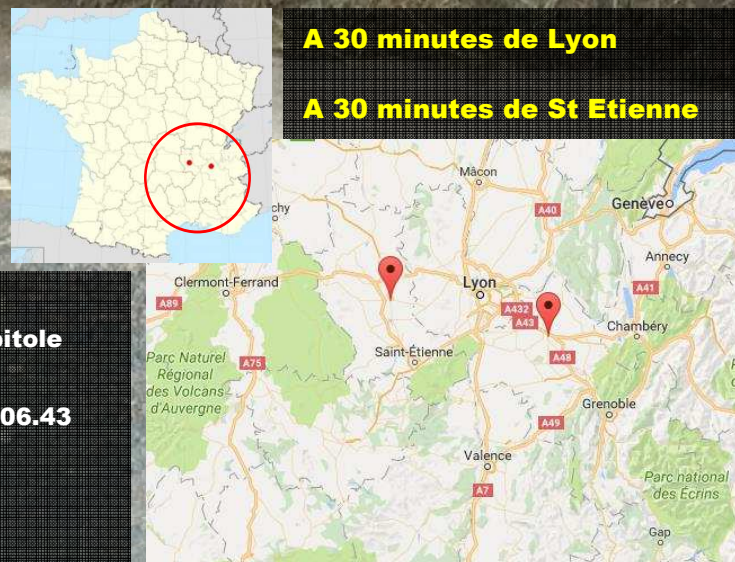 A 30 minutes de Lyon
A 30 minutes de St Etienne
Mâcon
Genève
A40
Annecy
Clermont-Ferrand
Lyon
A41
A89
A432
A43
Chambéry
Saint-Étienne
A48
Parc Naturel
Régional
des Volcans
d'Auvergne
A75
Grenoble
A49
Valence
A7
Parc national
des Écrins
Gap
06.43